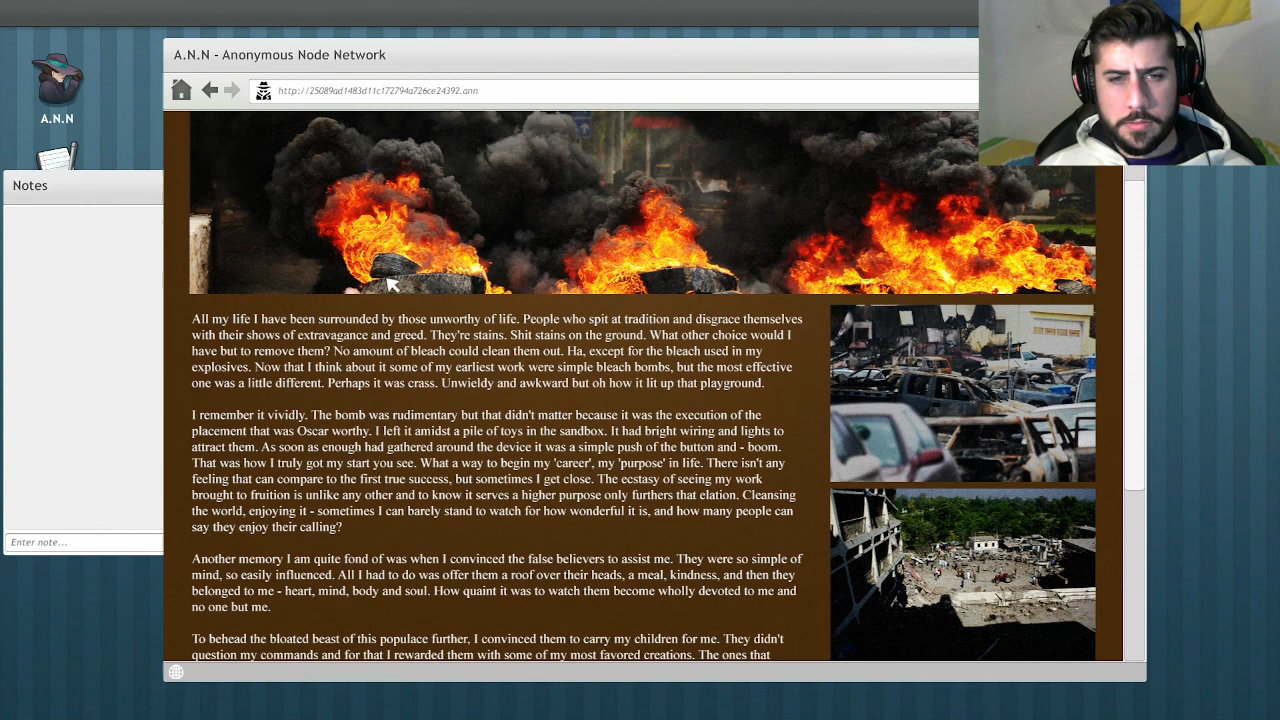 A.N.N - Anonymous Node Network
http://25089ad1483d11c172794a726ce24392.ann
A.N.N
Notes
Enter note...
All my life I have been surrounded by those unworthy of life. People who spit at tradition and disgrace themselves
with their shows of extravagance and greed. They're stains. Shit stains on the ground. What other choice would I
have but to remove them? No amount of bleach could clean them out. Ha, except for the bleach used in my
explosives. Now that I think about it some of my earliest work were simple bleach bombs, but the most effective
one was a little different. Perhaps it was crass. Unwieldy and awkward but oh how it lit up that playground.
I remember it vividly. The bomb was rudimentary but that didn't matter because it was the execution of the
placement that was Oscar worthy. I left it amidst a pile of toys in the sandbox. It had bright wiring and lights to
attract them. As soon as enough had gathered around the device it was a simple push of the button and - boom.
That was how I truly got my start you see. What a way to begin my 'career', my 'purpose' in life. There isn't any
feeling that can compare to the first true success, but sometimes I get close. The ecstasy of seeing my work
brought to fruition is unlike any other and to know it serves a higher purpose only furthers that elation. Cleansing
the world, enjoying it - sometimes I can barely stand to watch for how wonderful it is, and how many people can
say they enjoy their calling?
Another memory I am quite fond of was when I convinced the false believers to assist me. They were so simple of
mind, so easily influenced. All I had to do was offer them a roof over their heads, a meal, kindness, and then they
belonged to me - heart, mind, body and soul. How quaint it was to watch them become wholly devoted to me and
no one but me.
To behead the bloated beast of this populace further, I convinced them to carry my children for me. They didn't
question my commands and for that I rewarded them with some of my most favored creations. The ones that